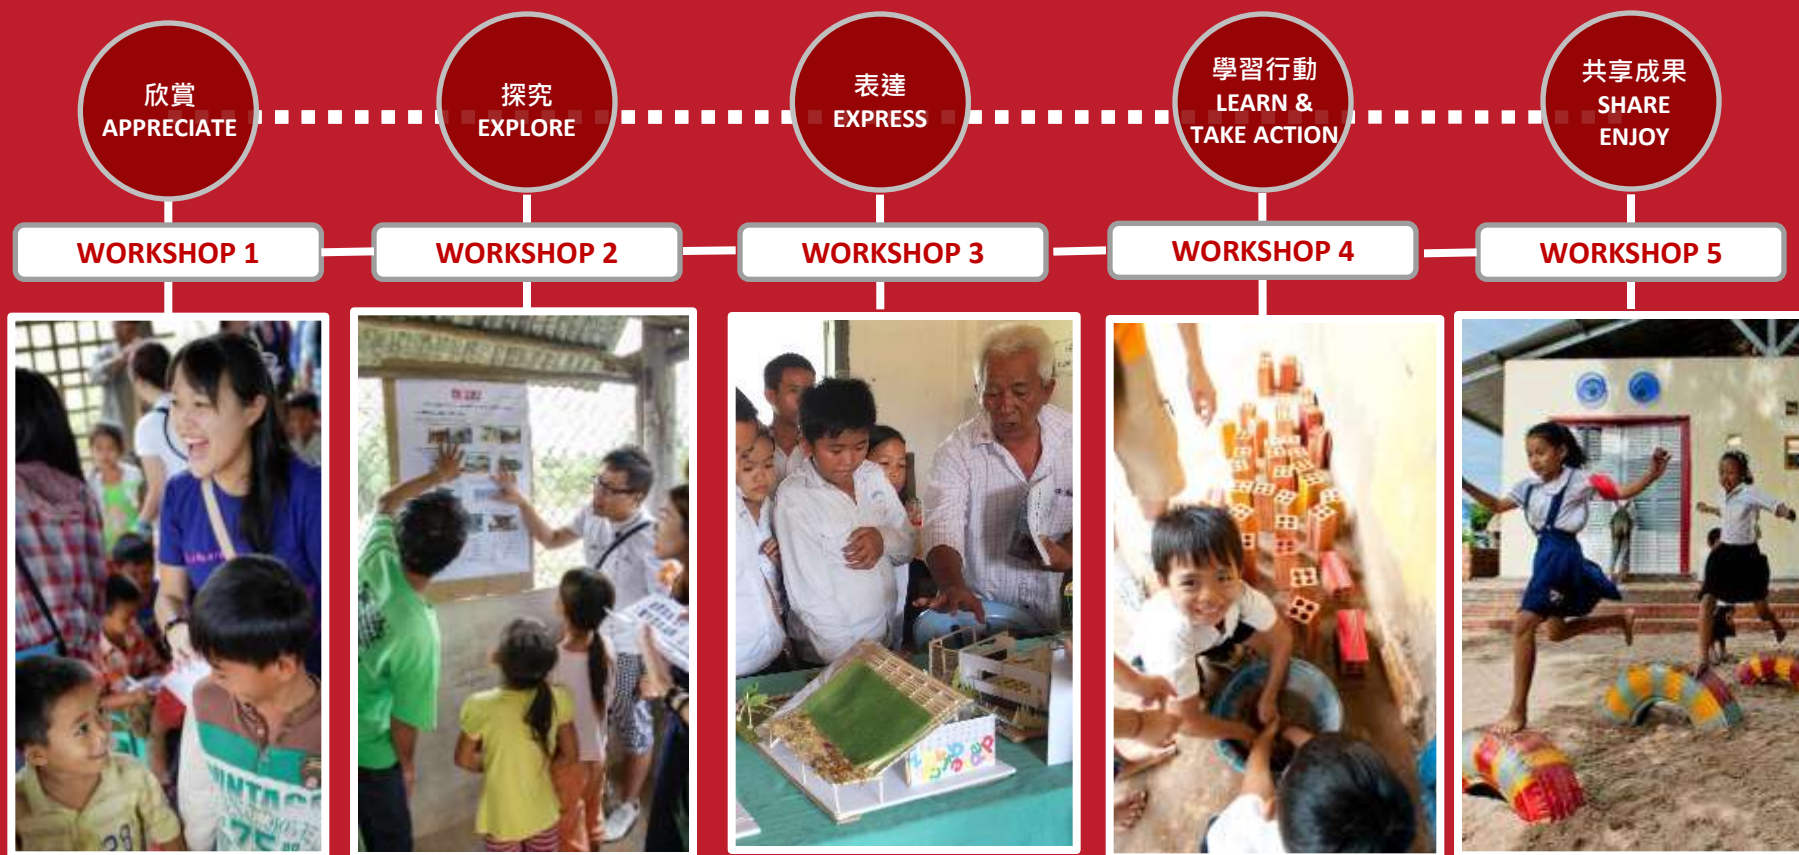 欣賞
APPRECIATE
探究
EXPLORE
表達
EXPRESS
學習行動
LEARN &
TAKE ACTION
共享成果
SHARE
ENJOY
WORKSHOP 1
WORKSHOP 2
WORKSHOP 3
WORKSHOP 4
WORKSHOP 5